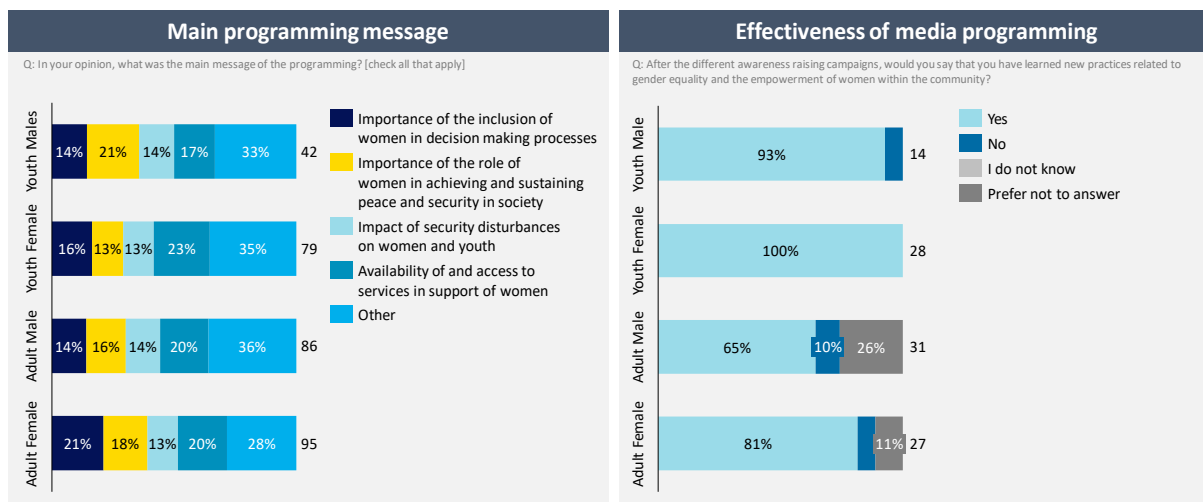 Main programming message
Q: In your opinion, what was the main message of the programming? [check all that apply]
Youth Males
14% 21% 14% 17% 33% 42
Youth Female
16% 13% 13% 23% 35% 79
Adult Male
14% 16% 14% 20% 36% 86
Adult Female
21% 18% 13% 20% 28% 95
Importance of the inclusion of
women in decision making processes
Importance of the role of
women in achieving and sustaining
peace and security in society
Impact of security disturbances
on women and youth
Availability of and access to
services in support of women
Other
Effectiveness of media programming
Q: After the different awareness raising campaigns, would you say that you have learned new practices related to
gender equality and the empowerment of women within the community?
Youth Male
93% 14
Youth Female
100% 28
Adult Male
65% 10% 26% 31
Adult Female
81% 11% 27
Yes
No
I do not know
Prefer not to answer